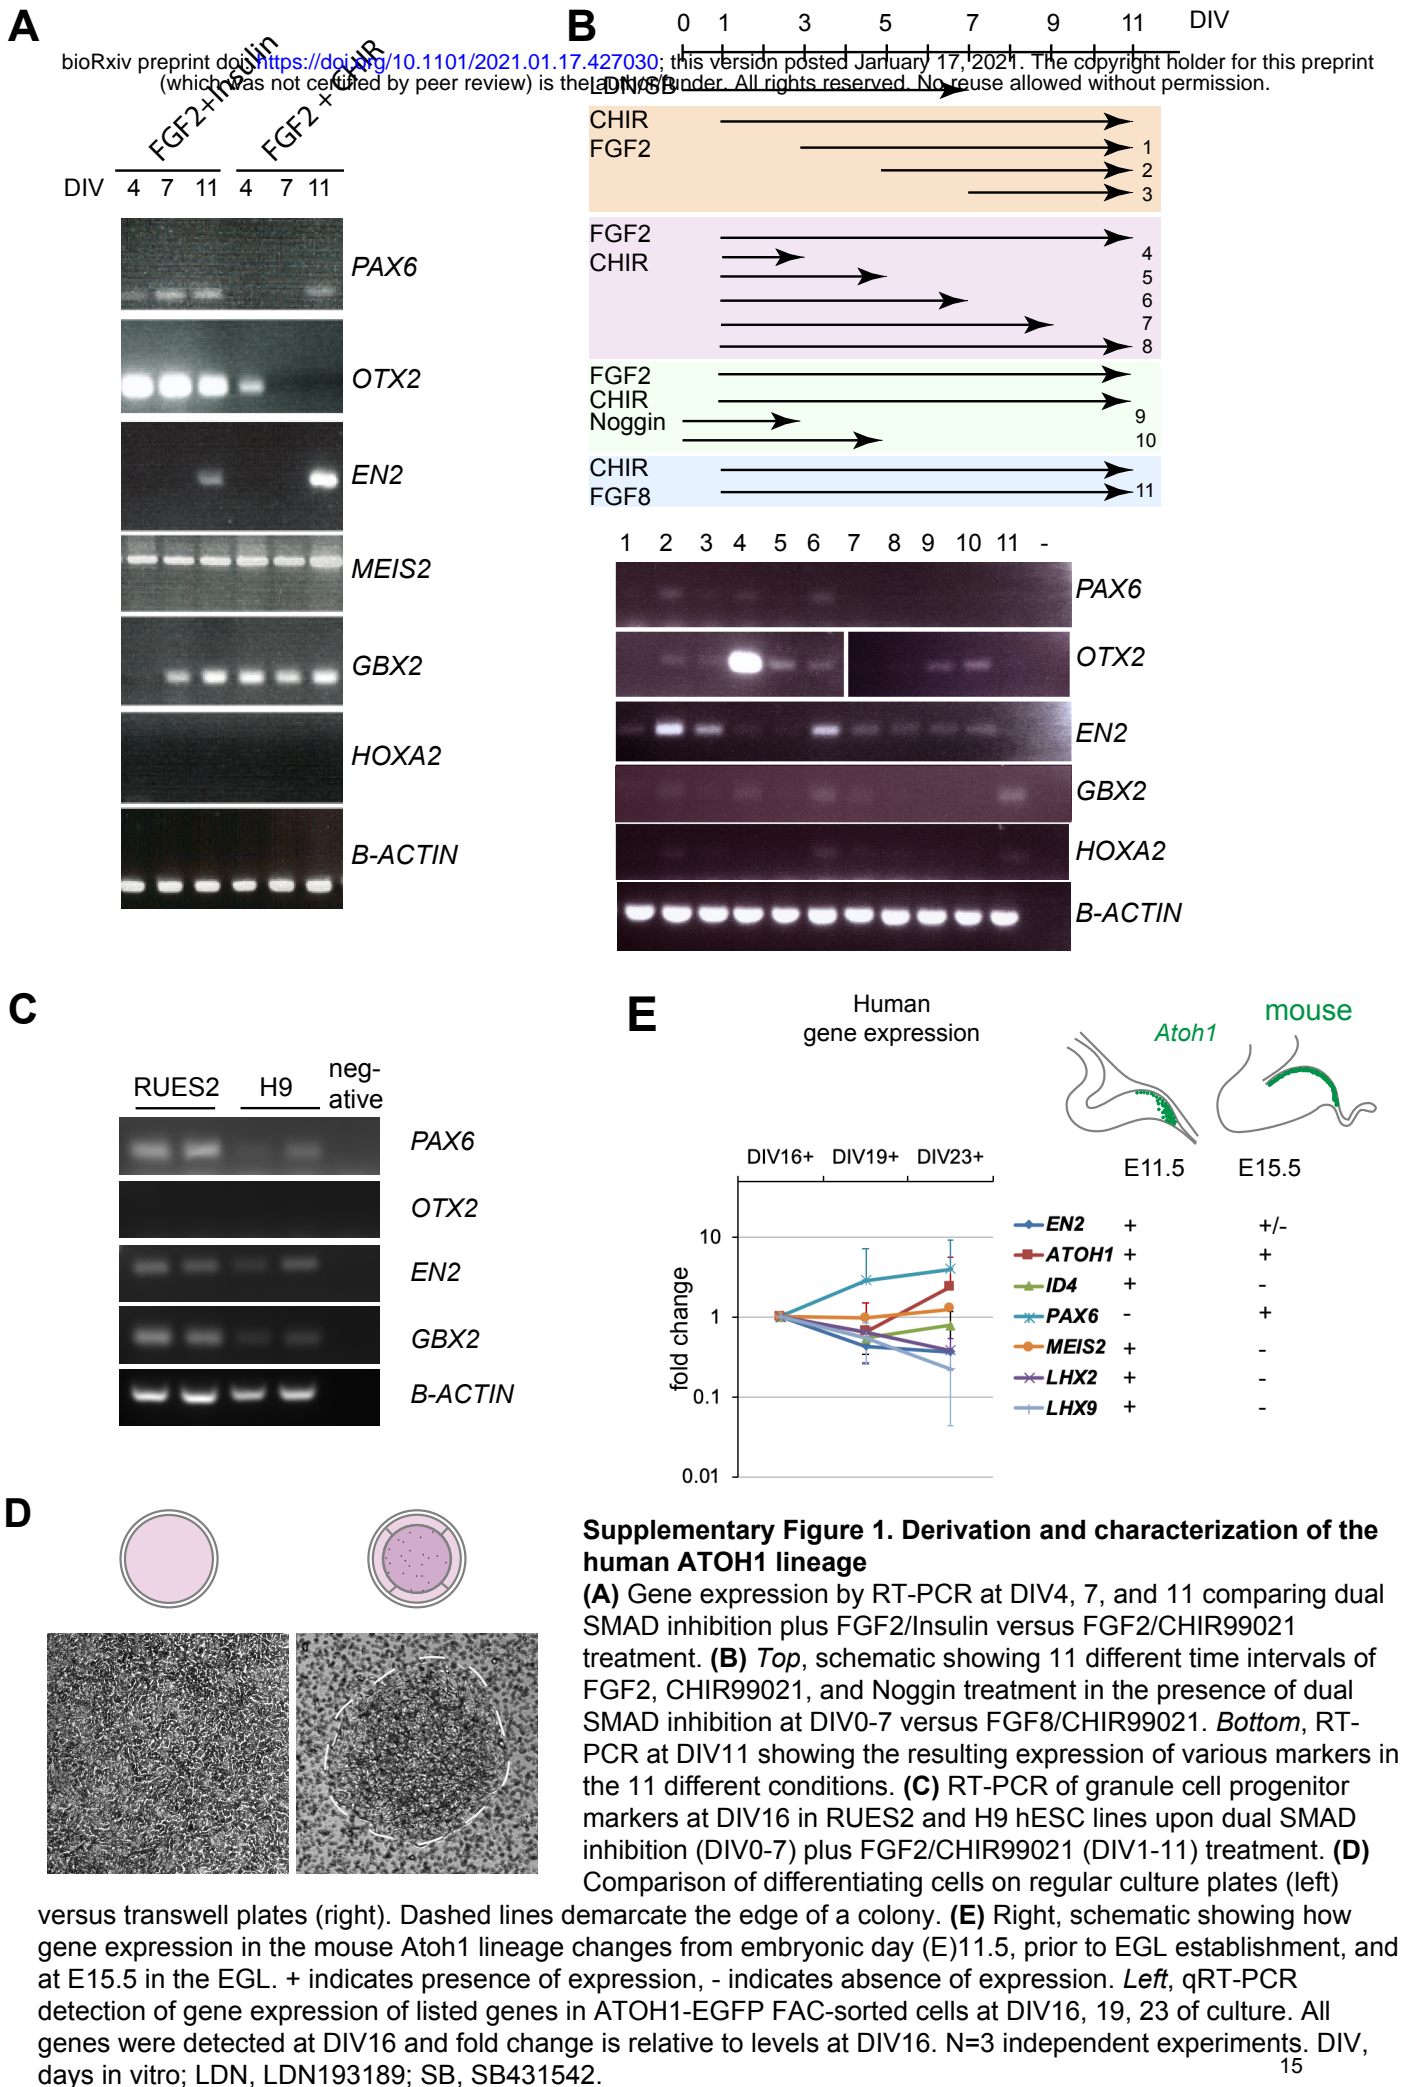 A
B
0 1 3 5 7 9 11 DIV
bioRxiv preprint doi: https://doi.org/10.1101/2021.01.17.427030; this version posted January 17, 2021. The copyright holder for this preprint
(which was not certified by peer review) is the author/funder. All rights reserved. No reuse allowed without permission.
FGF2+Insulin
FGF2 + CHIR
DIV 4 7 11 4 7 11
PAX6
OTX2
EN2
MEIS2
GBX2
HOXA2
B-ACTIN
LDN/SB
CHIR
FGF2
1
2
3
FGF2
CHIR
4
5
6
7
8
FGF2
CHIR
Noggin
9
10
CHIR
FGF8
11
1 2 3 4 5 6 7 8 9 10 11 -
PAX6
OTX2
EN2
GBX2
HOXA2
B-ACTIN
C
RUES2 H9
neg-
ative
PAX6
OTX2
EN2
GBX2
B-ACTIN
E
Human
gene expression
Atoh1
mouse
E11.5 E15.5
DIV16+ DIV19+ DIV23+
fold change
10
1
0.1
0.01
EN2 + +/-
ATOH1 + +
ID4 + -
PAX6 - +
MEIS2 + -
LHX2 + -
LHX9 + -
D
Supplementary Figure 1. Derivation and characterization of the
human ATOH1 lineage
(A) Gene expression by RT-PCR at DIV4, 7, and 11 comparing dual
SMAD inhibition plus FGF2/Insulin versus FGF2/CHIR99021
treatment. (B) Top, schematic showing 11 different time intervals of
FGF2, CHIR99021, and Noggin treatment in the presence of dual
SMAD inhibition at DIV0-7 versus FGF8/CHIR99021. Bottom, RT-
PCR at DIV11 showing the resulting expression of various markers in
the 11 different conditions. (C) RT-PCR of granule cell progenitor
markers at DIV16 in RUES2 and H9 hESC lines upon dual SMAD
inhibition (DIV0-7) plus FGF2/CHIR99021 (DIV1-11) treatment. (D)
Comparison of differentiating cells on regular culture plates (left)
versus transwell plates (right). Dashed lines demarcate the edge of a colony. (E) Right, schematic showing how
gene expression in the mouse Atoh1 lineage changes from embryonic day (E)11.5, prior to EGL establishment, and
at E15.5 in the EGL. + indicates presence of expression, - indicates absence of expression. Left, qRT-PCR
detection of gene expression of listed genes in ATOH1-EGFP FAC-sorted cells at DIV16, 19, 23 of culture. All
genes were detected at DIV16 and fold change is relative to levels at DIV16. N=3 independent experiments. DIV,
days in vitro; LDN, LDN193189; SB, SB431542.
15